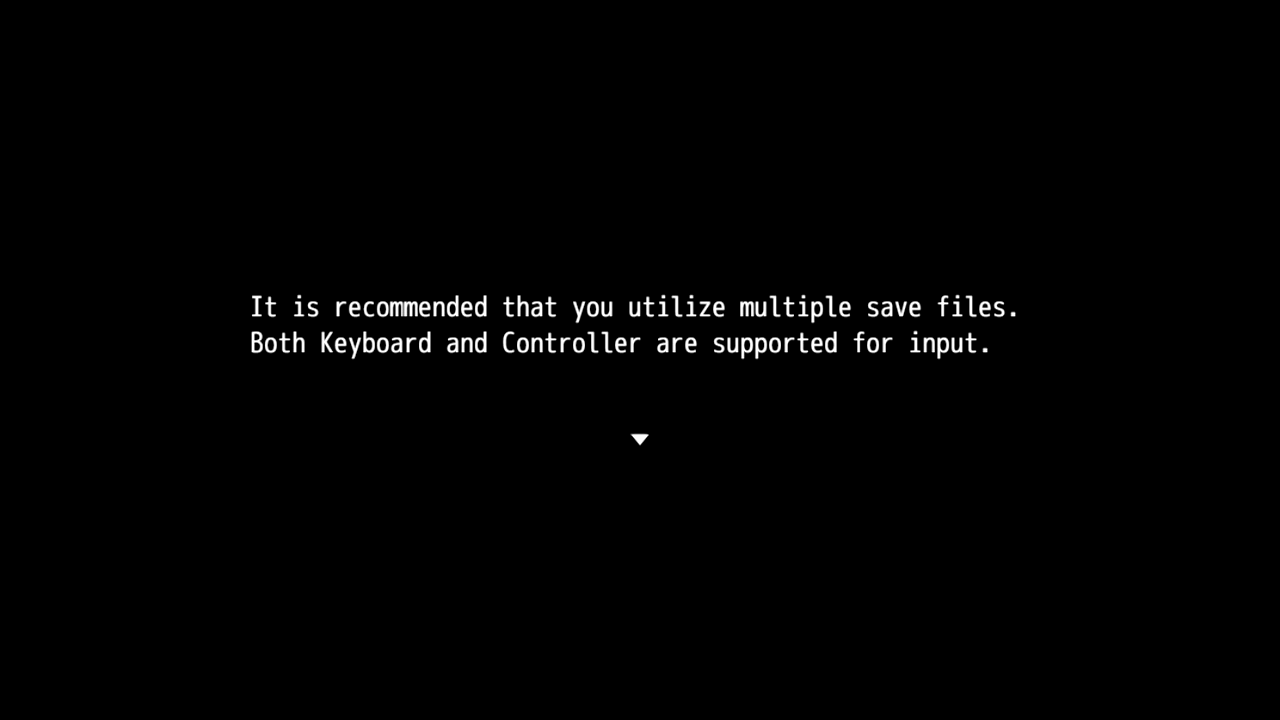 It is recommended that you utilize multiple save files.
Both Keyboard and Controller are supported for input.